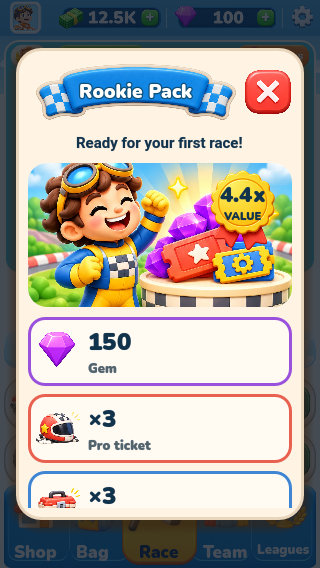 12.5K
100
Rookie Pack
Ready for your first race!
4.4x
VALUE
150
Gem
×3
Pro ticket
×3
Shop
Bag
Race
Team
Leagues